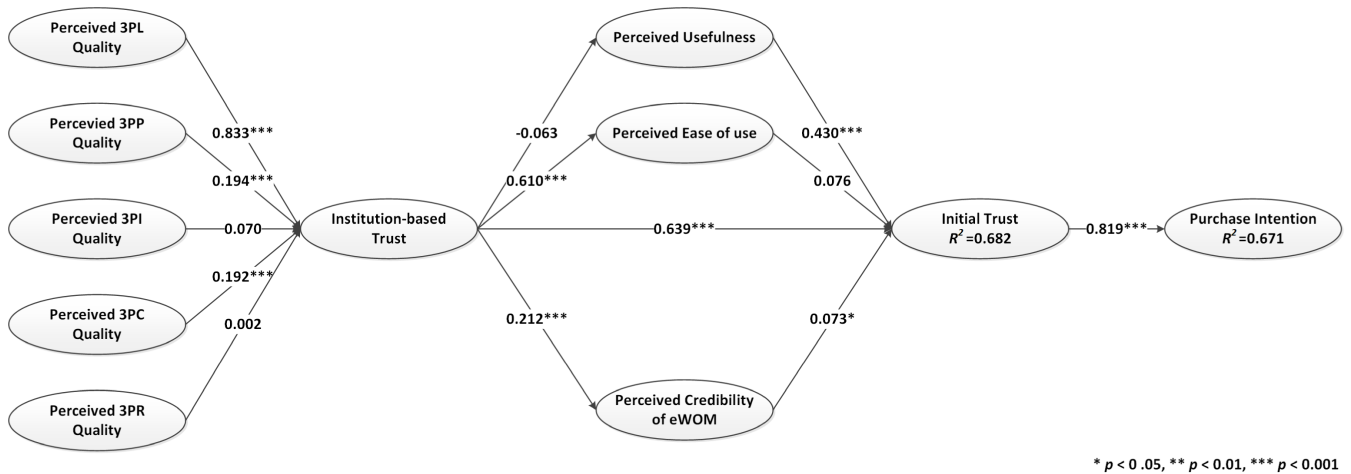 Perceived 3PL
Quality
Percevied 3PP
Quality
Percevied 3PI
Quality
Perceived 3PC
Quality
Perceived 3PR
Quality
0.833***
0.194***
0.070
0.192***
0.002
Institution-based
Trust
-0.063
0.610***
0.639***
0.212***
Perceived Usefulness
Perceived Ease of use
Perceived Credibility
of eWOM
0.430***
0.076
0.073*
Initial Trust
R²=0.682
0.819***
Purchase Intention
R²=0.671
* p < 0 .05, ** p < 0.01, *** p < 0.001